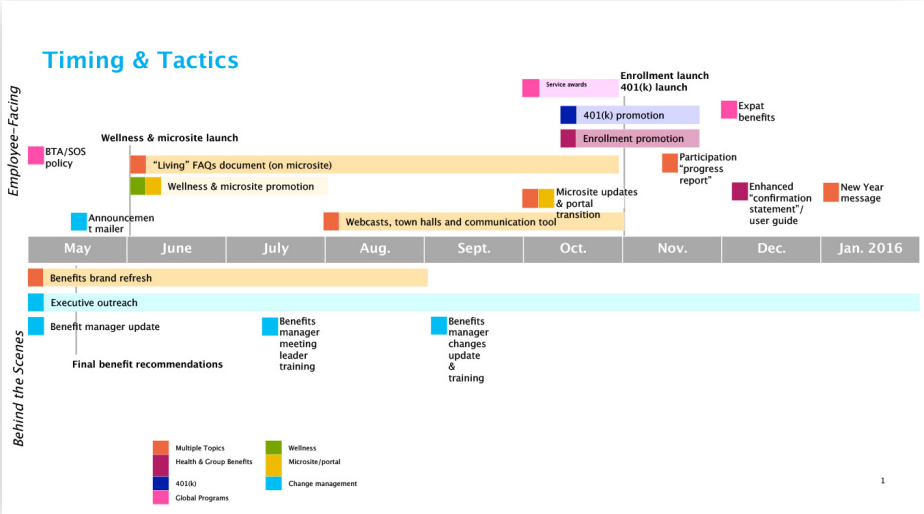 Timing & Tactics
Employee-Facing
Service awards
Enrollment launch
401(k) launch
401(k) promotion
Expat
benefits
Enrollment promotion
BTA/SOS
policy
Wellness & microsite launch
"Living" FAQs document (on microsite)
Participation
"progress
report"
Wellness & microsite promotion
Microsite updates
& portal
transition
Enhanced
"confirmation
statement"/
user guide
New Year
message
Announcemen
t mailer
Webcasts, town halls and communication tool
May
June
July
Aug.
Sept.
Oct.
Nov.
Dec.
Jan. 2016
Behind the Scenes
Benefits brand refresh
Executive outreach
Benefit manager update
Benefits
manager
meeting
leader
training
Benefits
manager
changes
update
&
training
Final benefit recommendations
Multiple Topics
Wellness
Health & Group Benefits
Microsite/portal
401(k)
Change management
Global Programs
1